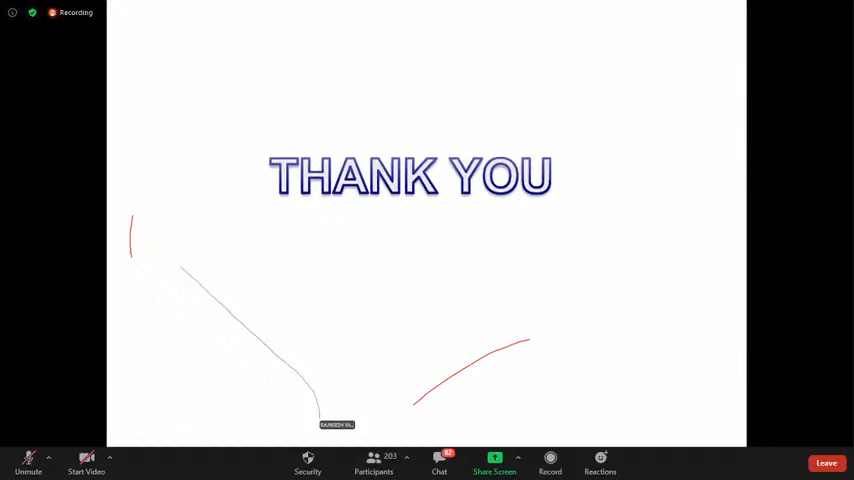 Recording
THANK YOU
Unmute
Start Video
Security
203
Participants
82
Chat
Share Screen
Record
Reactions
Leave